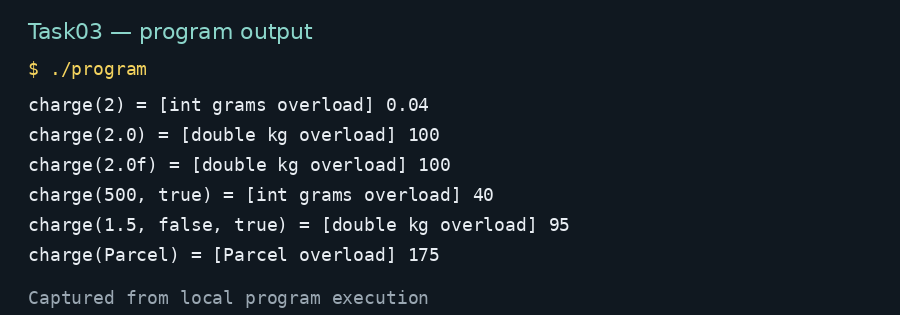 Task03 — program output
$ ./program
charge(2) = [int grams overload] 0.04
charge(2.0) = [double kg overload] 100
charge(2.0f) = [double kg overload] 100
charge(500, true) = [int grams overload] 40
charge(1.5, false, true) = [double kg overload] 95
charge(Parcel) = [Parcel overload] 175
Captured from local program execution